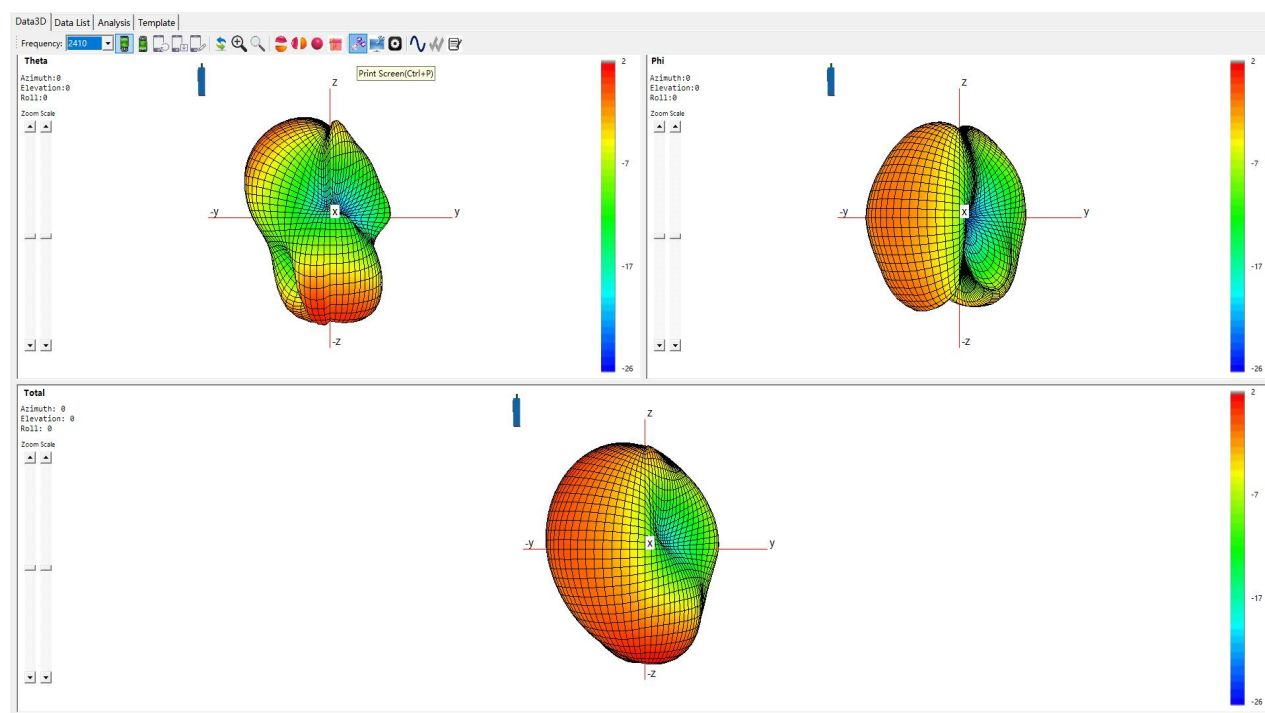 Data3D Data List Analysis Template
Frequency: 2410
Print Screen(Ctrl+P)
Theta
Azimuth:0
Elevation:0
Roll:0
Zoom Scale
z
-y
x
y
-z
2
-7
-17
-26
Phi
Azimuth:0
Elevation:0
Roll:0
Zoom Scale
z
-y
x
y
-z
2
-7
-17
-26
Total
Azimuth: 0
Elevation: 0
Roll: 0
Zoom Scale
z
-y
x
y
-z
2
-7
-17
-26